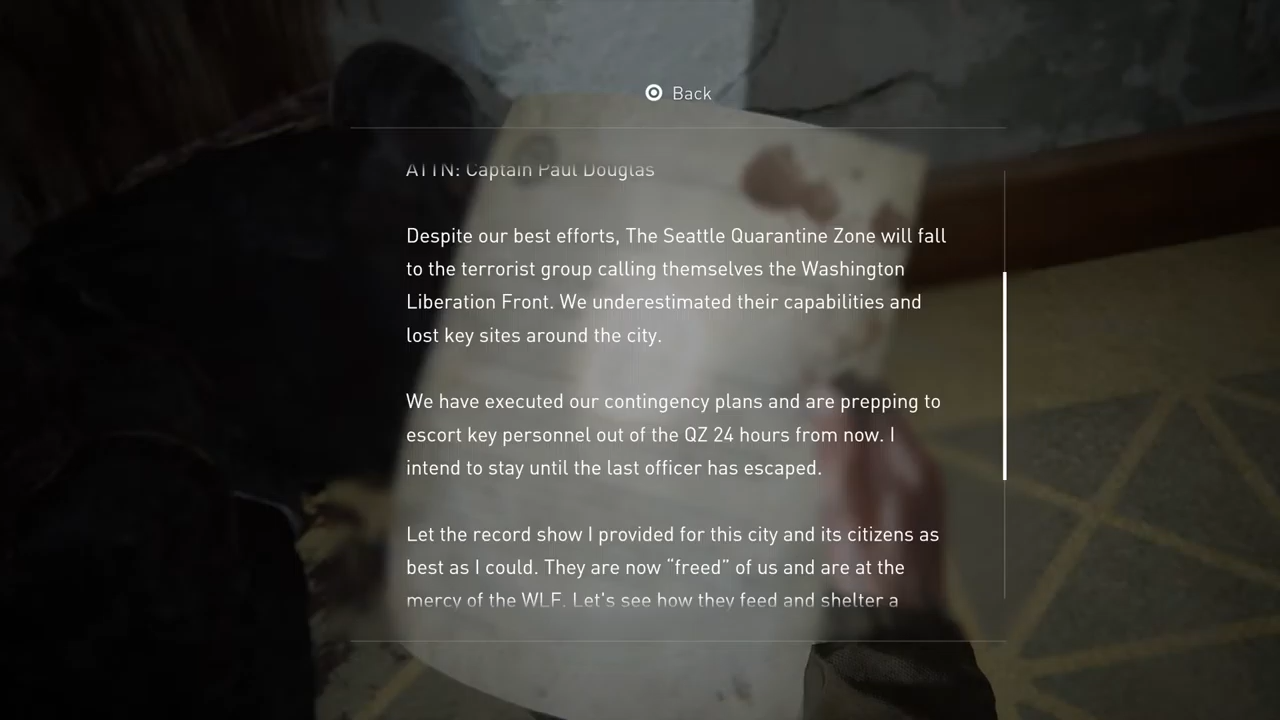 Back
ATTN: Captain Paul Douglas
Despite our best efforts, The Seattle Quarantine Zone will fall
to the terrorist group calling themselves the Washington
Liberation Front. We underestimated their capabilities and
lost key sites around the city.
We have executed our contingency plans and are prepping to
escort key personnel out of the QZ 24 hours from now. I
intend to stay until the last officer has escaped.
Let the record show I provided for this city and its citizens as
best as I could. They are now “freed” of us and are at the
mercy of the WLF. Let's see how they feed and shelter a